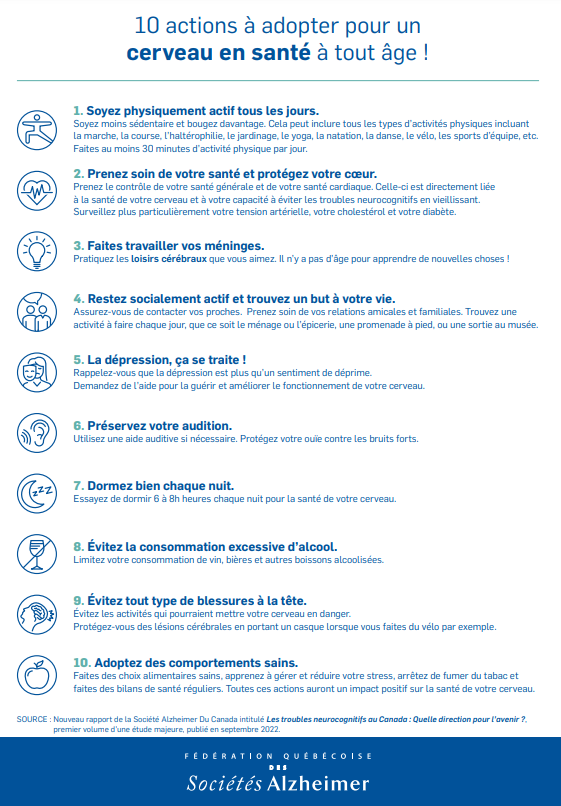 10 actions à adopter pour un
cerveau en santé à tout âge !
1. Soyez physiquement actif tous les jours.
Soyez moins sédentaire et bougez davantage. Cela peut inclure tous les types d'activités physiques incluant
la marche, la course, l'haltérophilie, le jardinage, le yoga, la natation, la danse, le vélo, les sports d'équipe, etc.
Faites au moins 30 minutes d'activité physique par jour.
2. Prenez soin de votre santé et protégez votre cœur.
Prenez le contrôle de votre santé générale et de votre santé cardiaque. Celle-ci est directement liée
à la santé de votre cerveau et à votre capacité à éviter les troubles neurocognitifs en vieillissant.
Surveillez plus particulièrement votre tension artérielle, votre cholestérol et votre diabète.
3. Faites travailler vos méninges.
Pratiquez les loisirs cérébraux que vous aimez. Il n'y a pas d'âge pour apprendre de nouvelles choses !
4. Restez socialement actif et trouvez un but à votre vie.
Assurez-vous de contacter vos proches. Prenez soin de vos relations amicales et familiales. Trouvez une
activité à faire chaque jour, que ce soit le ménage ou l'épicerie, une promenade à pied, ou une sortie au musée.
5. La dépression, ça se traite !
Rappelez-vous que la dépression est plus qu'un sentiment de déprime.
Demandez de l'aide pour la guérir et améliorer le fonctionnement de votre cerveau.
6. Préservez votre audition.
Utilisez une aide auditive si nécessaire. Protégez votre ouïe contre les bruits forts.
7. Dormez bien chaque nuit.
Essayez de dormir 6 à 8h heures chaque nuit pour la santé de votre cerveau.
8. Évitez la consommation excessive d'alcool.
Limitez votre consommation de vin, bières et autres boissons alcoolisées.
9. Évitez tout type de blessures à la tête.
Évitez les activités qui pourraient mettre votre cerveau en danger.
Protégez-vous des lésions cérébrales en portant un casque lorsque vous faites du vélo par exemple.
10. Adoptez des comportements sains.
Faites des choix alimentaires sains, apprenez à gérer et réduire votre stress, arrêtez de fumer du tabac et
faites des bilans de santé réguliers. Toutes ces actions auront un impact positif sur la santé de votre cerveau.
SOURCE : Nouveau rapport de la Société Alzheimer Du Canada intitulé Les troubles neurocognitifs au Canada : Quelle direction pour l'avenir ?,
premier volume d'une étude majeure, publié en septembre 2022.
FÉDÉRATION QUÉBÉCOISE
DES
Sociétés Alzheimer